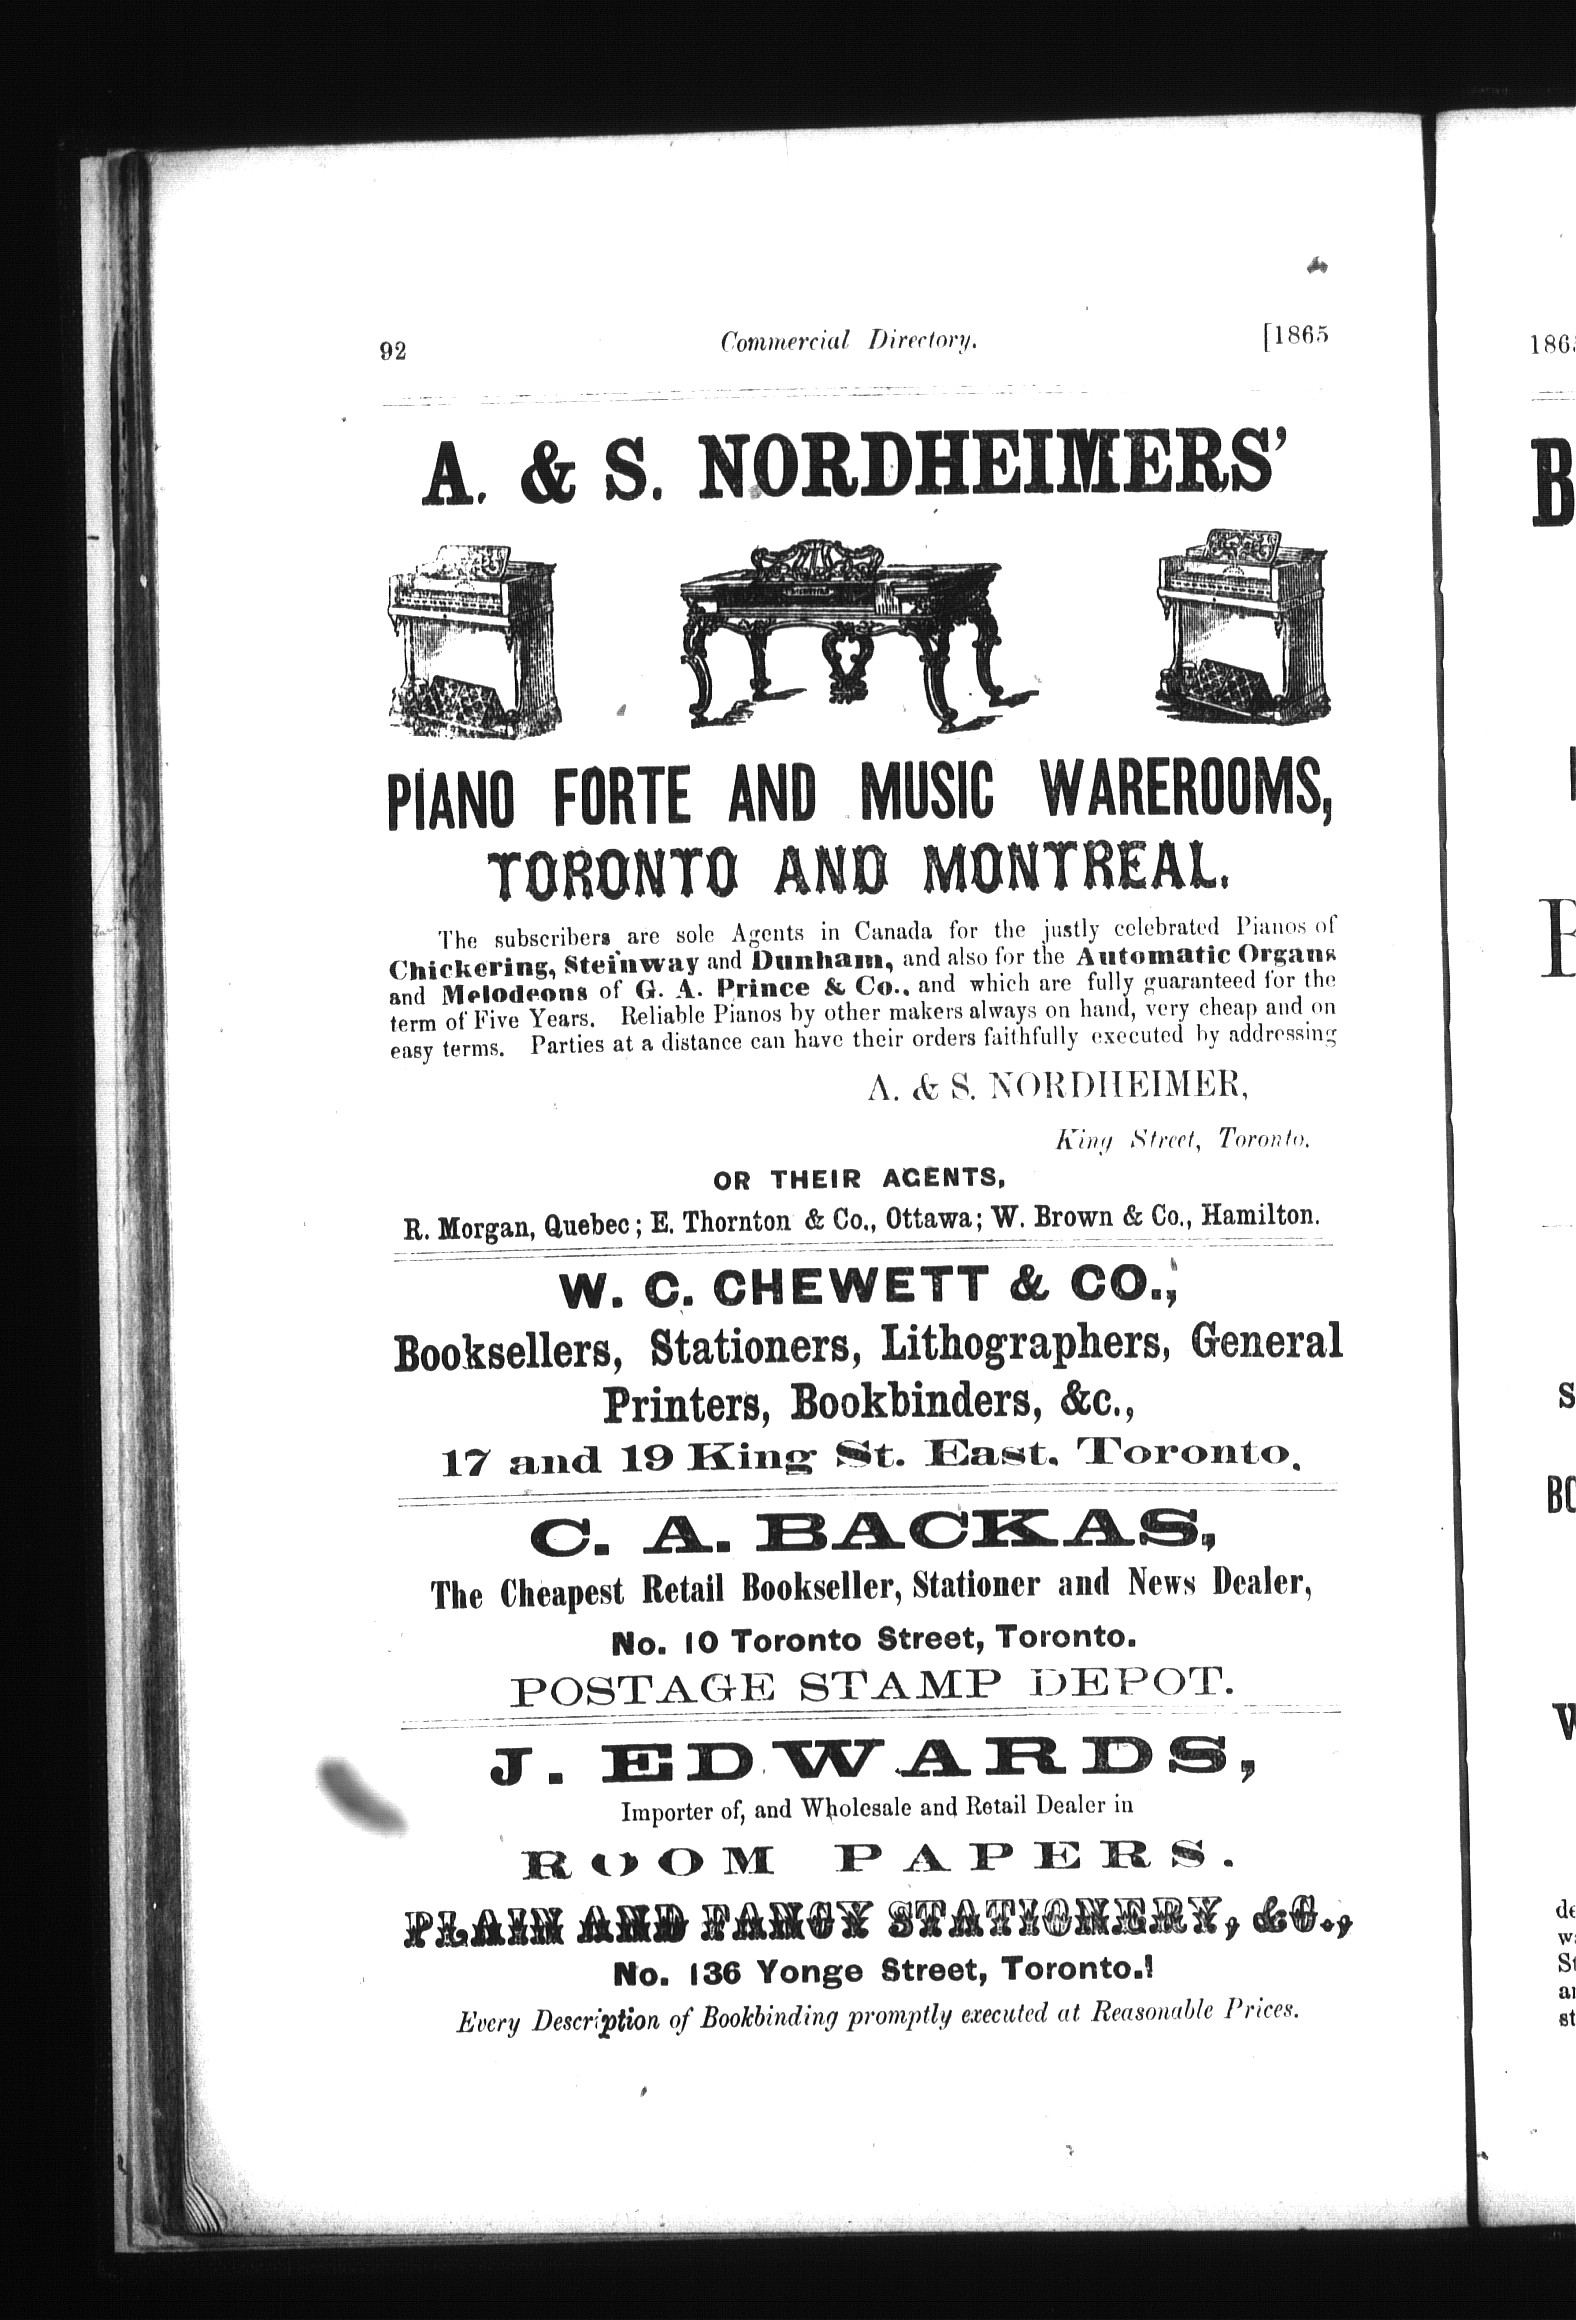 92 Commercial Directory. [1865
A. & S. NORDHEIMERS'
PIANO FORTE AND MUSIC WAREROOMS,
TORONTO AND MONTREAL.
The subscribers are sole Agents in Canada for the justly celebrated Pianos of
Chickering, Steinway and Dunham, and also for the Automatic Organs
and Melodeons of G. A. Prince & Co., and which are fully guaranteed for the
term of Five Years. Reliable Pianos by other makers always on hand, very cheap and on
easy terms. Parties at a distance can have their orders faithfully executed by addressing
A. & S. NORDHEIMER,
King Street, Toronto.
OR THEIR AGENTS,
R. Morgan, Quebec; E. Thornton & Co., Ottawa; W. Brown & Co., Hamilton.
W. C. CHEWETT & CO.,
Booksellers, Stationers, Lithographers, General
Printers, Bookbinders, &c.,
17 and 19 King St. East, Toronto.
C. A. BACKAS,
The Cheapest Retail Bookseller, Stationer and News Dealer,
No. 10 Toronto Street, Toronto.
POSTAGE STAMP DEPOT.
J. EDWARDS,
Importer of, and Wholesale and Retail Dealer in
ROOM PAPERS.
PLAIN AND FANCY STATIONERY, &C.,
No. 136 Yonge Street, Toronto.!
Every Description of Bookbinding promptly executed at Reasonable Prices.